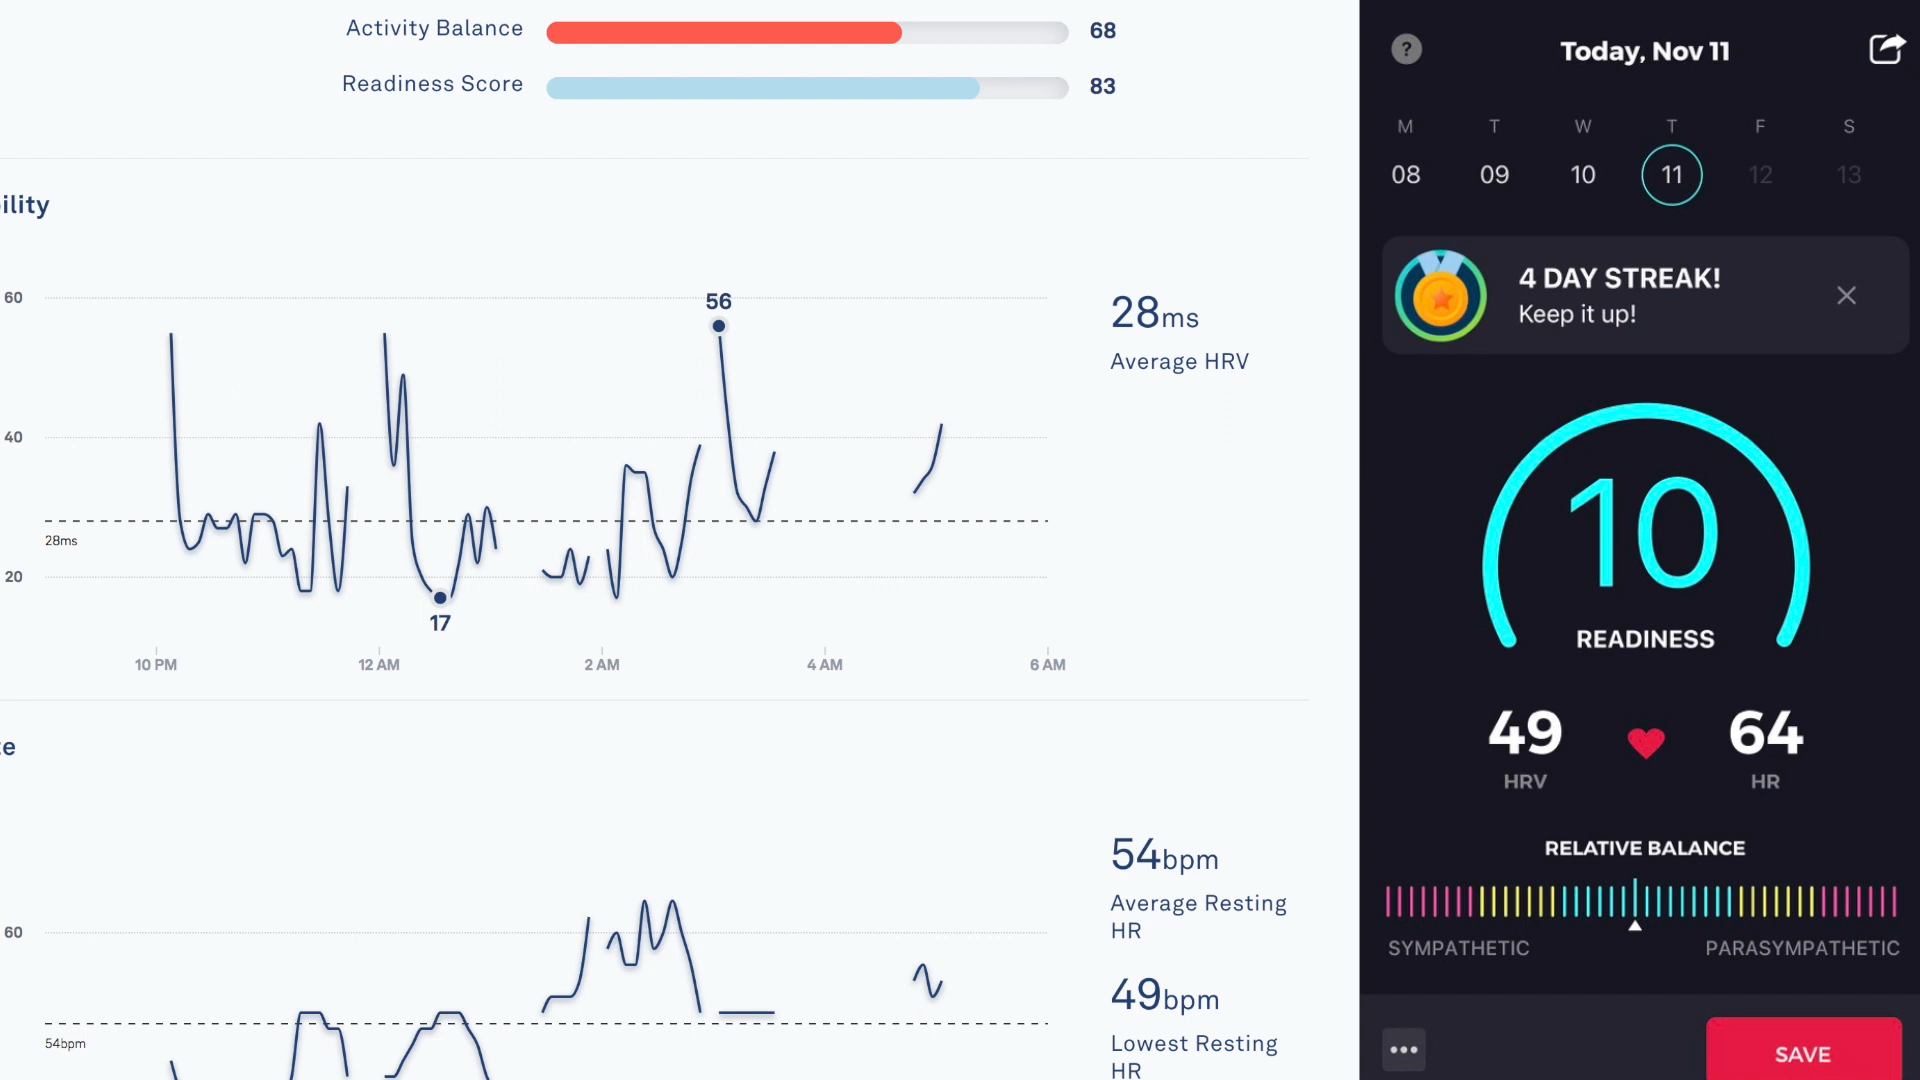 Activity Balance 68
Readiness Score 83
ility
60
40
20
28ms
56
17
10 PM 12 AM 2 AM 4 AM 6 AM
28ms
Average HRV
te
60
54bpm
54bpm
Average Resting
HR
49bpm
Lowest Resting
HR
?
Today, Nov 11
M T W T F S
08 09 10 11 12 13
4 DAY STREAK!
Keep it up!
10
READINESS
49 64
HRV HR
RELATIVE BALANCE
SYMPATHETIC PARASYMPATHETIC
SAVE